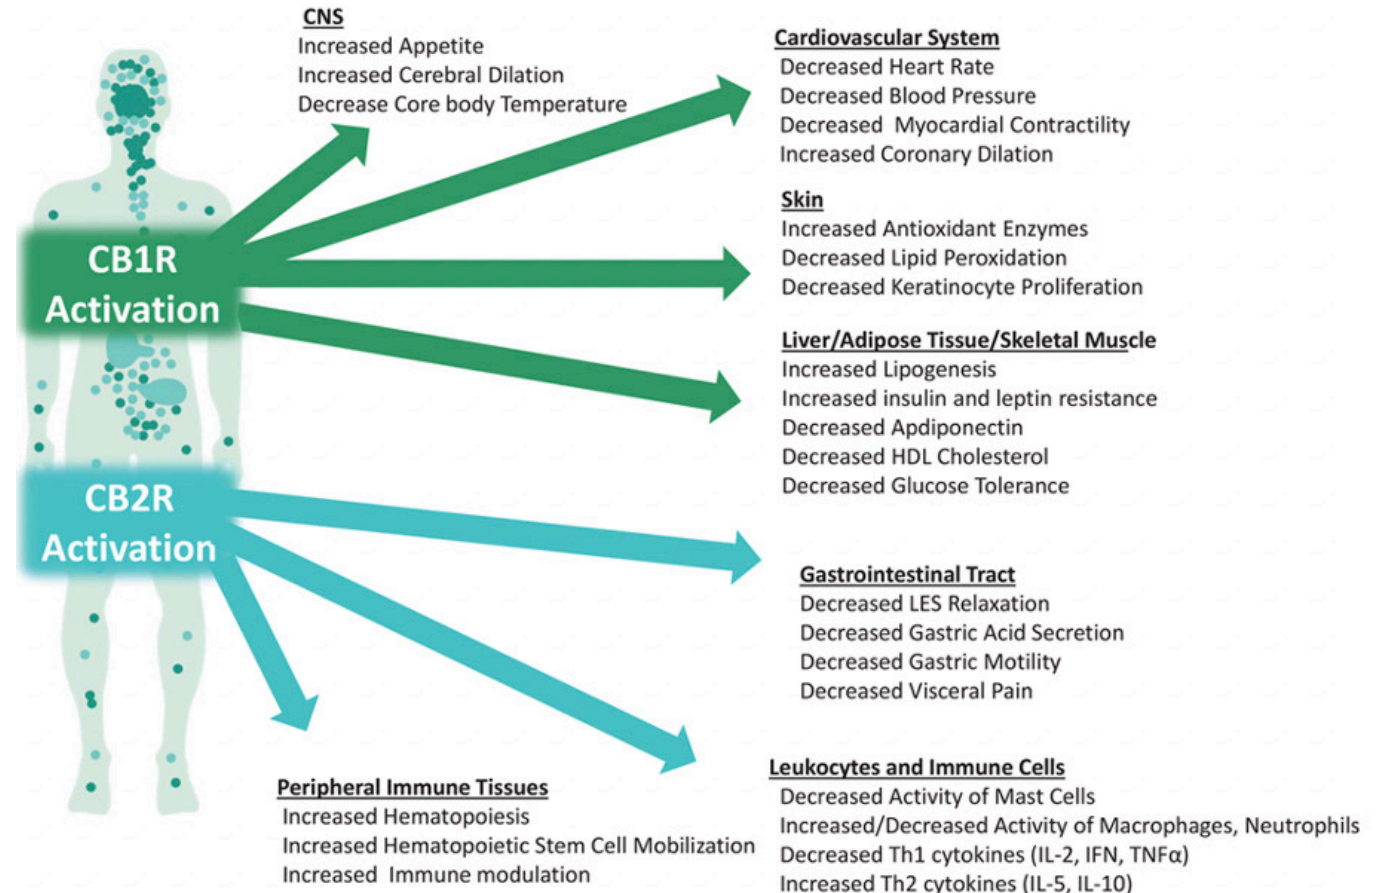 CNS
Increased Appetite
Increased Cerebral Dilation
Decrease Core body Temperature
Cardiovascular System
Decreased Heart Rate
Decreased Blood Pressure
Decreased Myocardial Contractility
Increased Coronary Dilation
Skin
Increased Antioxidant Enzymes
Decreased Lipid Peroxidation
Decreased Keratinocyte Proliferation
CB1R
Activation
Liver/Adipose Tissue/Skeletal Muscle
Increased Lipogenesis
Increased insulin and leptin resistance
Decreased Apdiponectin
Decreased HDL Cholesterol
Decreased Glucose Tolerance
CB2R
Activation
Gastrointestinal Tract
Decreased LES Relaxation
Decreased Gastric Acid Secretion
Decreased Gastric Motility
Decreased Visceral Pain
Peripheral Immune Tissues
Increased Hematopoiesis
Increased Hematopoietic Stem Cell Mobilization
Increased Immune modulation
Leukocytes and Immune Cells
Decreased Activity of Mast Cells
Increased/Decreased Activity of Macrophages, Neutrophils
Decreased Th1 cytokines (IL-2, IFN, TNFα)
Increased Th2 cytokines (IL-5, IL-10)